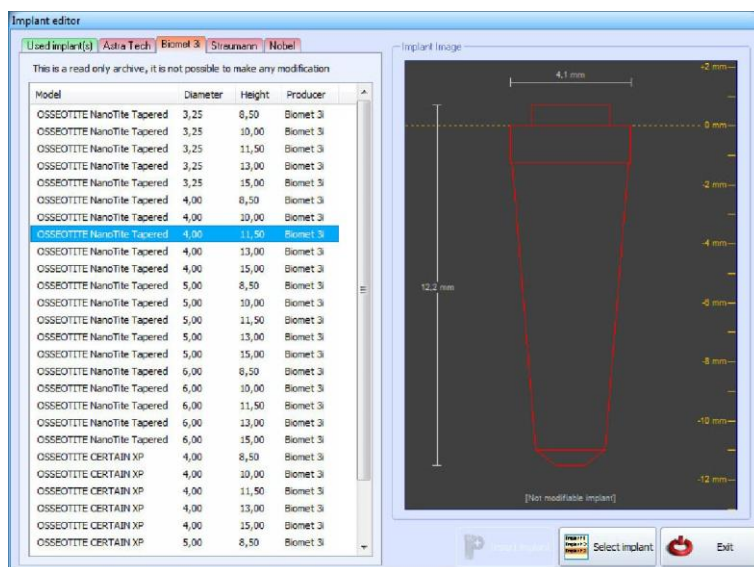 Implant editor
Used implant(s) Astra Tech Biomet 3i Straumann Nobel
This is a read only archive, it is not possible to make any modification
Model Diameter Height Producer
OSSEOTITE NanoTite Tapered 3,25 8,50 Biomet 3i
OSSEOTITE NanoTite Tapered 3,25 10,00 Biomet 3i
OSSEOTITE NanoTite Tapered 3,25 11,50 Biomet 3i
OSSEOTITE NanoTite Tapered 3,25 13,00 Biomet 3i
OSSEOTITE NanoTite Tapered 3,25 15,00 Biomet 3i
OSSEOTITE NanoTite Tapered 4,00 8,50 Biomet 3i
OSSEOTITE NanoTite Tapered 4,00 10,00 Biomet 3i
OSSEOTITE NanoTite Tapered 4,00 11,50 Biomet 3i
OSSEOTITE NanoTite Tapered 4,00 13,00 Biomet 3i
OSSEOTITE NanoTite Tapered 4,00 15,00 Biomet 3i
OSSEOTITE NanoTite Tapered 5,00 8,50 Biomet 3i
OSSEOTITE NanoTite Tapered 5,00 10,00 Biomet 3i
OSSEOTITE NanoTite Tapered 5,00 11,50 Biomet 3i
OSSEOTITE NanoTite Tapered 5,00 13,00 Biomet 3i
OSSEOTITE NanoTite Tapered 5,00 15,00 Biomet 3i
OSSEOTITE NanoTite Tapered 6,00 8,50 Biomet 3i
OSSEOTITE NanoTite Tapered 6,00 10,00 Biomet 3i
OSSEOTITE NanoTite Tapered 6,00 11,50 Biomet 3i
OSSEOTITE NanoTite Tapered 6,00 13,00 Biomet 3i
OSSEOTITE NanoTite Tapered 6,00 15,00 Biomet 3i
OSSEOTITE CERTAIN XP 4,00 8,50 Biomet 3i
OSSEOTITE CERTAIN XP 4,00 10,00 Biomet 3i
OSSEOTITE CERTAIN XP 4,00 11,50 Biomet 3i
OSSEOTITE CERTAIN XP 4,00 13,00 Biomet 3i
OSSEOTITE CERTAIN XP 4,00 15,00 Biomet 3i
OSSEOTITE CERTAIN XP 5,00 8,50 Biomet 3i
Implant Image
+2 mm
4,1 mm
0 mm
-2 mm
-4 mm
12,2 mm
-6 mm
-8 mm
-10 mm
-12 mm
[Not modifiable implant]
Select implant
Exit